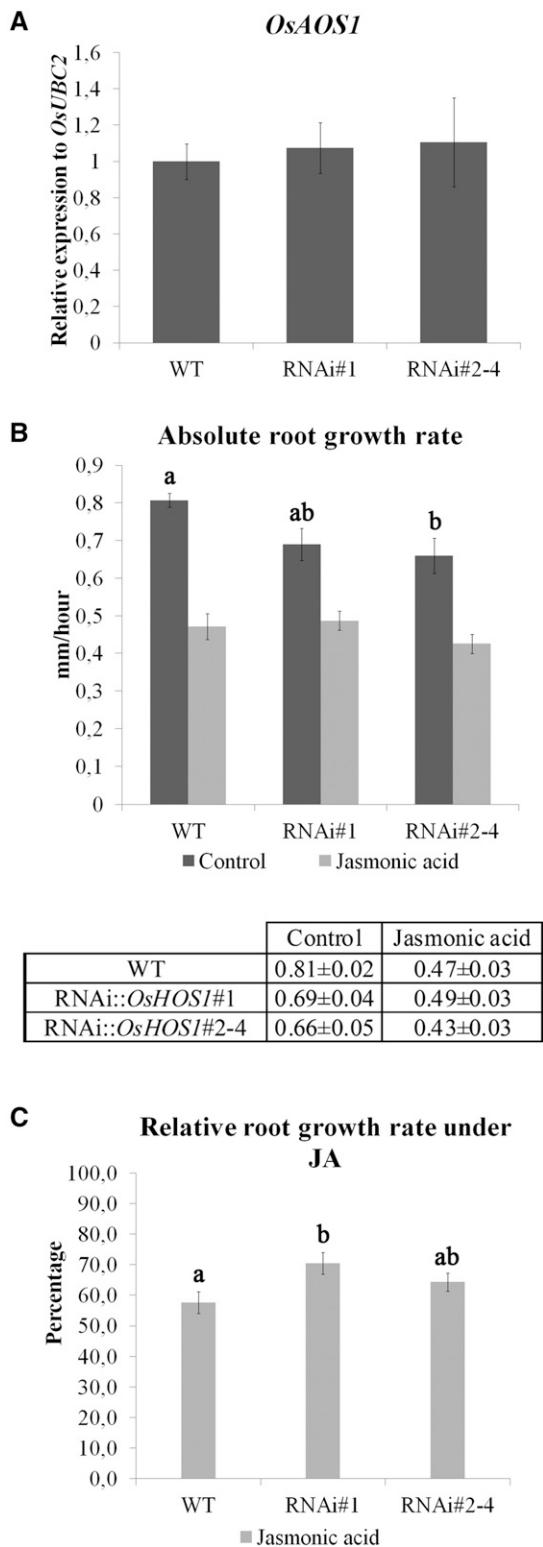 A
OsAOS1
Relative expression to OsUBC2
1,6
1,4
1,2
1
0,8
0,6
0,4
0,2
0
WT RNAi#1 RNAi#2-4
B
Absolute root growth rate
mm/hour
0,9
0,8
0,7
0,6
0,5
0,4
0,3
0,2
0,1
0
a
ab
b
WT RNAi#1 RNAi#2-4
Control Jasmonic acid
Control Jasmonic acid
WT 0.81±0.02 0.47±0.03
RNAi::OsHOS1#1 0.69±0.04 0.49±0.03
RNAi::OsHOS1#2-4 0.66±0.05 0.43±0.03
C
Relative root growth rate under
JA
Percentage
100,0
90,0
80,0
70,0
60,0
50,0
40,0
30,0
20,0
10,0
0,0
a
b
ab
WT RNAi#1 RNAi#2-4
Jasmonic acid